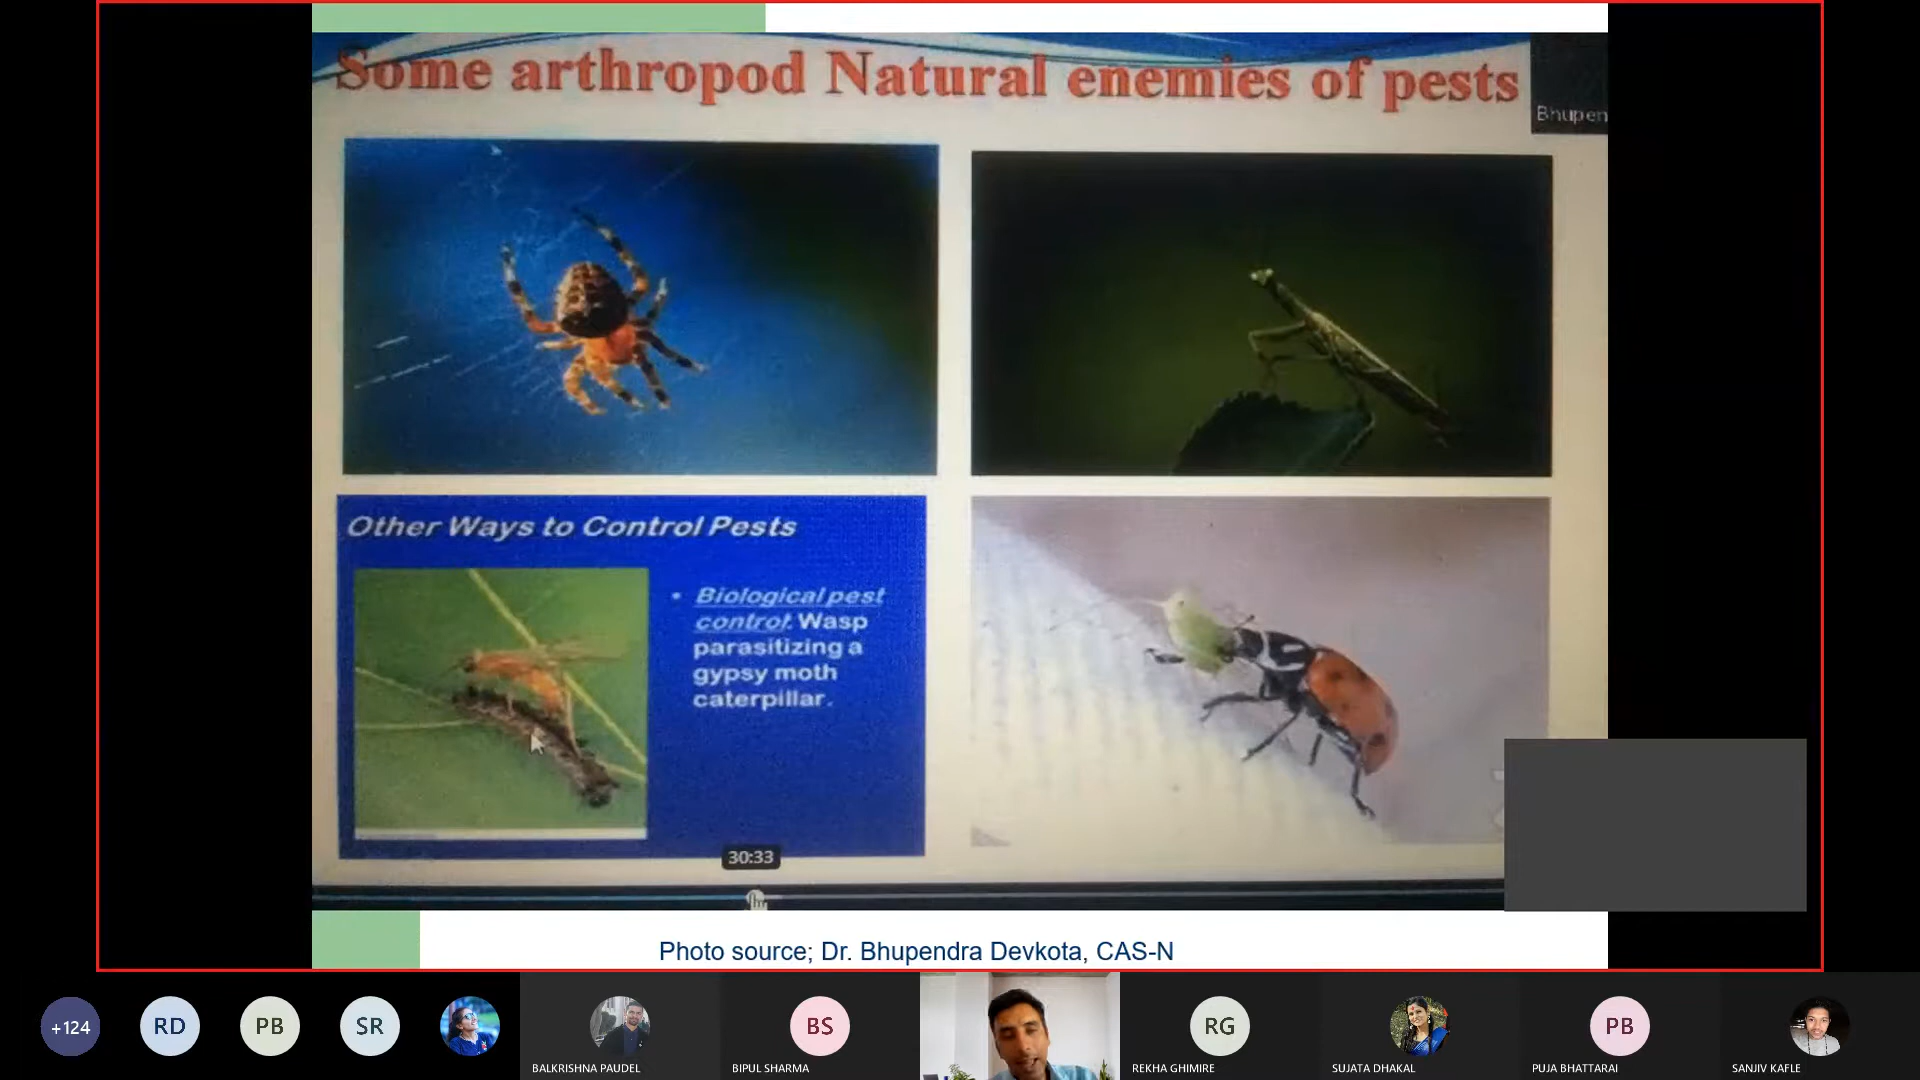 Some arthropod Natural enemies of pests
Bhupen
Other Ways to Control Pests
• Biological pest
control: Wasp
parasitizing a
gypsy moth
caterpillar.
30:33
Photo source; Dr. Bhupendra Devkota, CAS-N
+124
RD
PB
SR
BS
RG
PB
BALKRISHNA PAUDEL
BIPUL SHARMA
REKHA GHIMIRE
SUJATA DHAKAL
PUJA BHATTARAI
SANJIV KAFLE